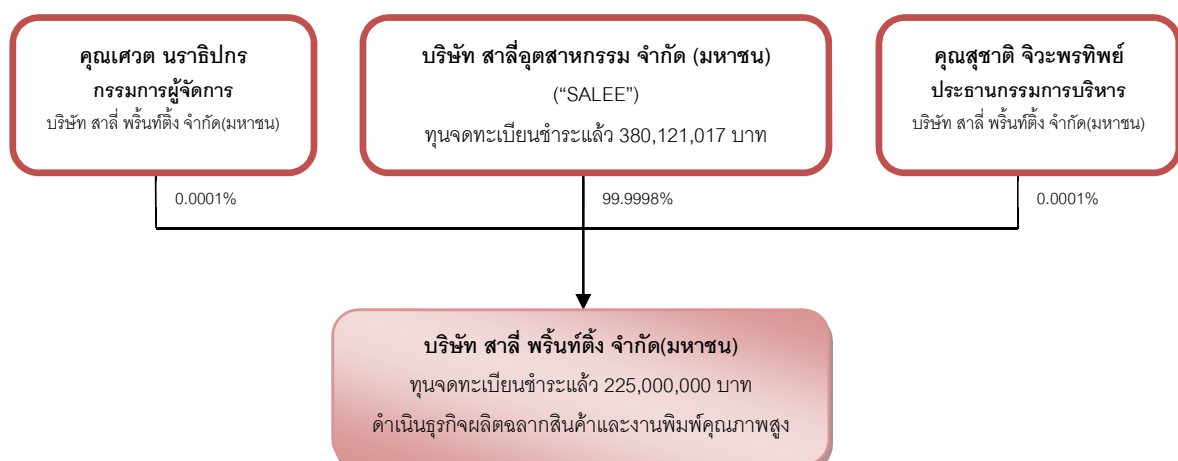 คุณเศวต นราธิปกร
กรรมการผู้จัดการ
บริษัท สาลี่ พริ้นท์ติ้ง จำกัด(มหาชน)
บริษัท สาลี่อุตสาหกรรม จำกัด (มหาชน)
(“SALEE”)
ทุนจดทะเบียนชำระแล้ว 380,121,017 บาท
คุณสุชาติ จิวะพรทิพย์
ประธานกรรมการบริหาร
บริษัท สาลี่ พริ้นท์ติ้ง จำกัด(มหาชน)
0.0001%
99.9998%
0.0001%
บริษัท สาลี่ พริ้นท์ติ้ง จำกัด(มหาชน)
ทุนจดทะเบียนชำระแล้ว 225,000,000 บาท
ดำเนินธุรกิจผลิตฉลากสินค้าและงานพิมพ์คุณภาพสูง